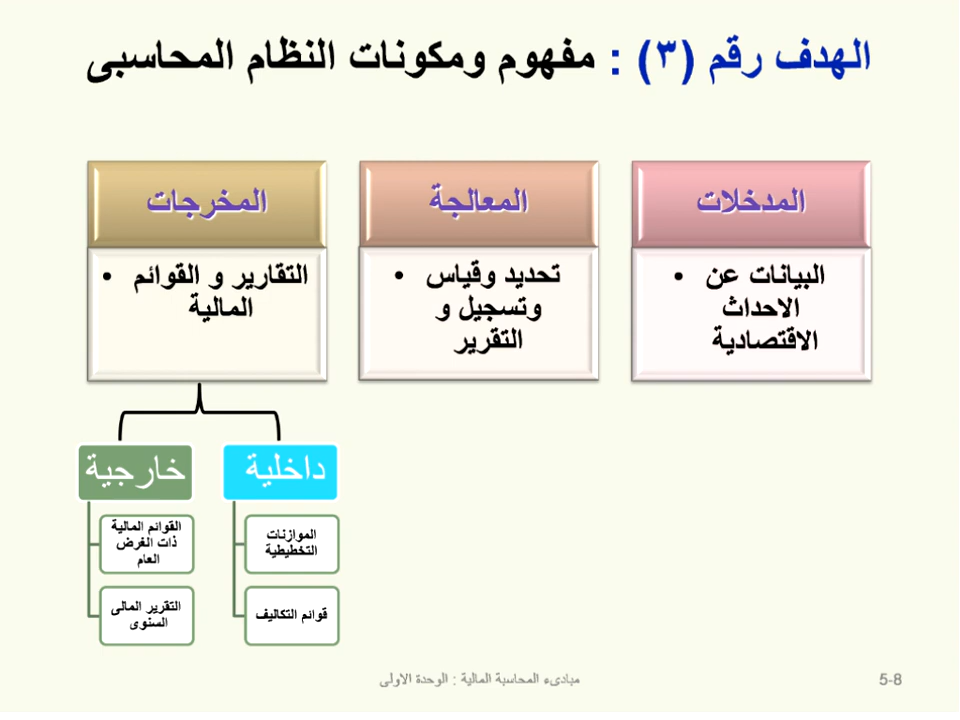 الهدف رقم (٣) : مفهوم ومكونات النظام المحاسبى
المدخلات
• البيانات عن
الاحداث
الاقتصادية
المعالجة
• تحديد وقياس
وتسجيل و
التقرير
المخرجات
• التقارير و القوائم
المالية
داخلية
الموازنات
التخطيطية
قوائم التكاليف
خارجية
القوائم المالية
ذات الغرض
العام
التقرير المالى
السنوى
5-8
مبادىء المحاسبة المالية : الوحدة الاولى